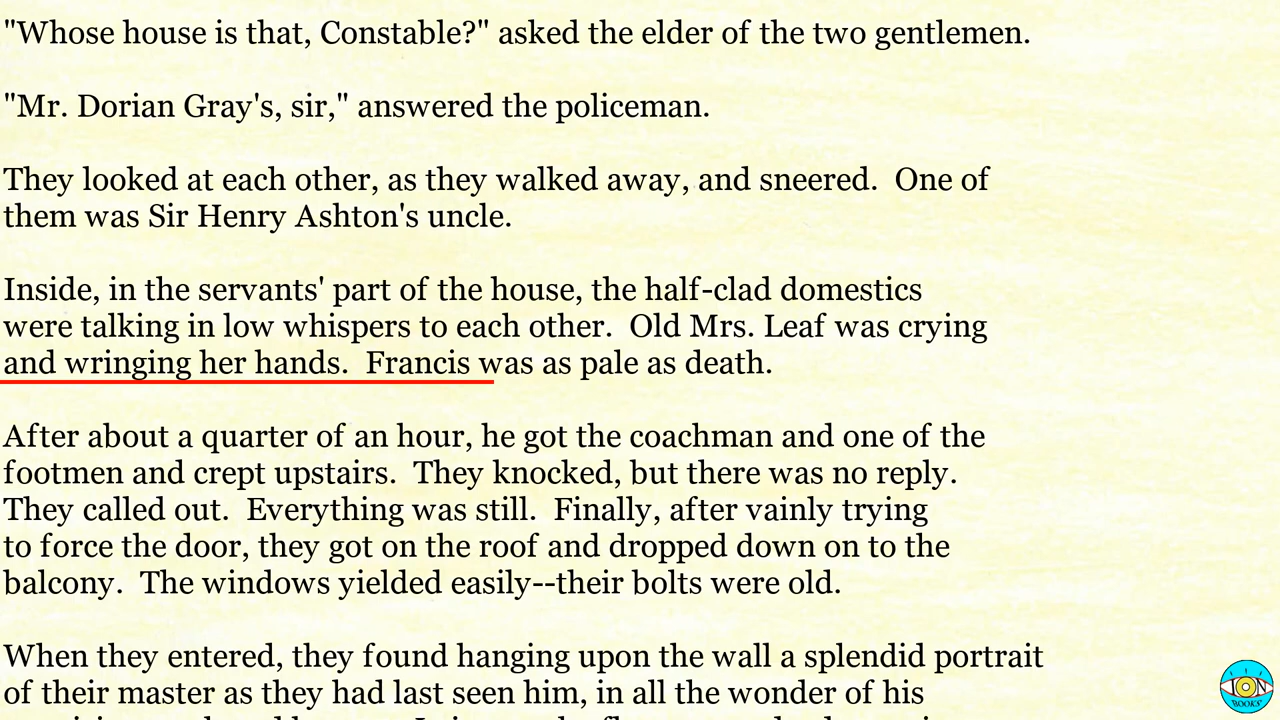 "Whose house is that, Constable?" asked the elder of the two gentlemen.
"Mr. Dorian Gray's, sir," answered the policeman.
They looked at each other, as they walked away, and sneered.  One of
them was Sir Henry Ashton's uncle.
Inside, in the servants' part of the house, the half-clad domestics
were talking in low whispers to each other.  Old Mrs. Leaf was crying
and wringing her hands.  Francis was as pale as death.
After about a quarter of an hour, he got the coachman and one of the
footmen and crept upstairs.  They knocked, but there was no reply.
They called out.  Everything was still.  Finally, after vainly trying
to force the door, they got on the roof and dropped down on to the
balcony.  The windows yielded easily--their bolts were old.
When they entered, they found hanging upon the wall a splendid portrait
of their master as they had last seen him, in all the wonder of his
ION
BOOKS